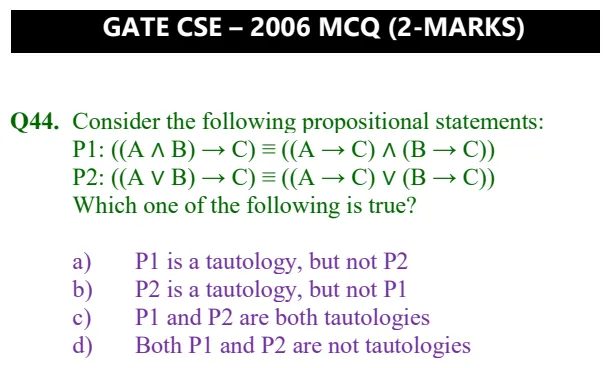 GATE CSE – 2006 MCQ (2-MARKS)
Q44. Consider the following propositional statements:
P1: ((A ∧ B) → C) ≡ ((A → C) ∧ (B → C))
P2: ((A ∨ B) → C) ≡ ((A → C) ∨ (B → C))
Which one of the following is true?
a) P1 is a tautology, but not P2
b) P2 is a tautology, but not P1
c) P1 and P2 are both tautologies
d) Both P1 and P2 are not tautologies